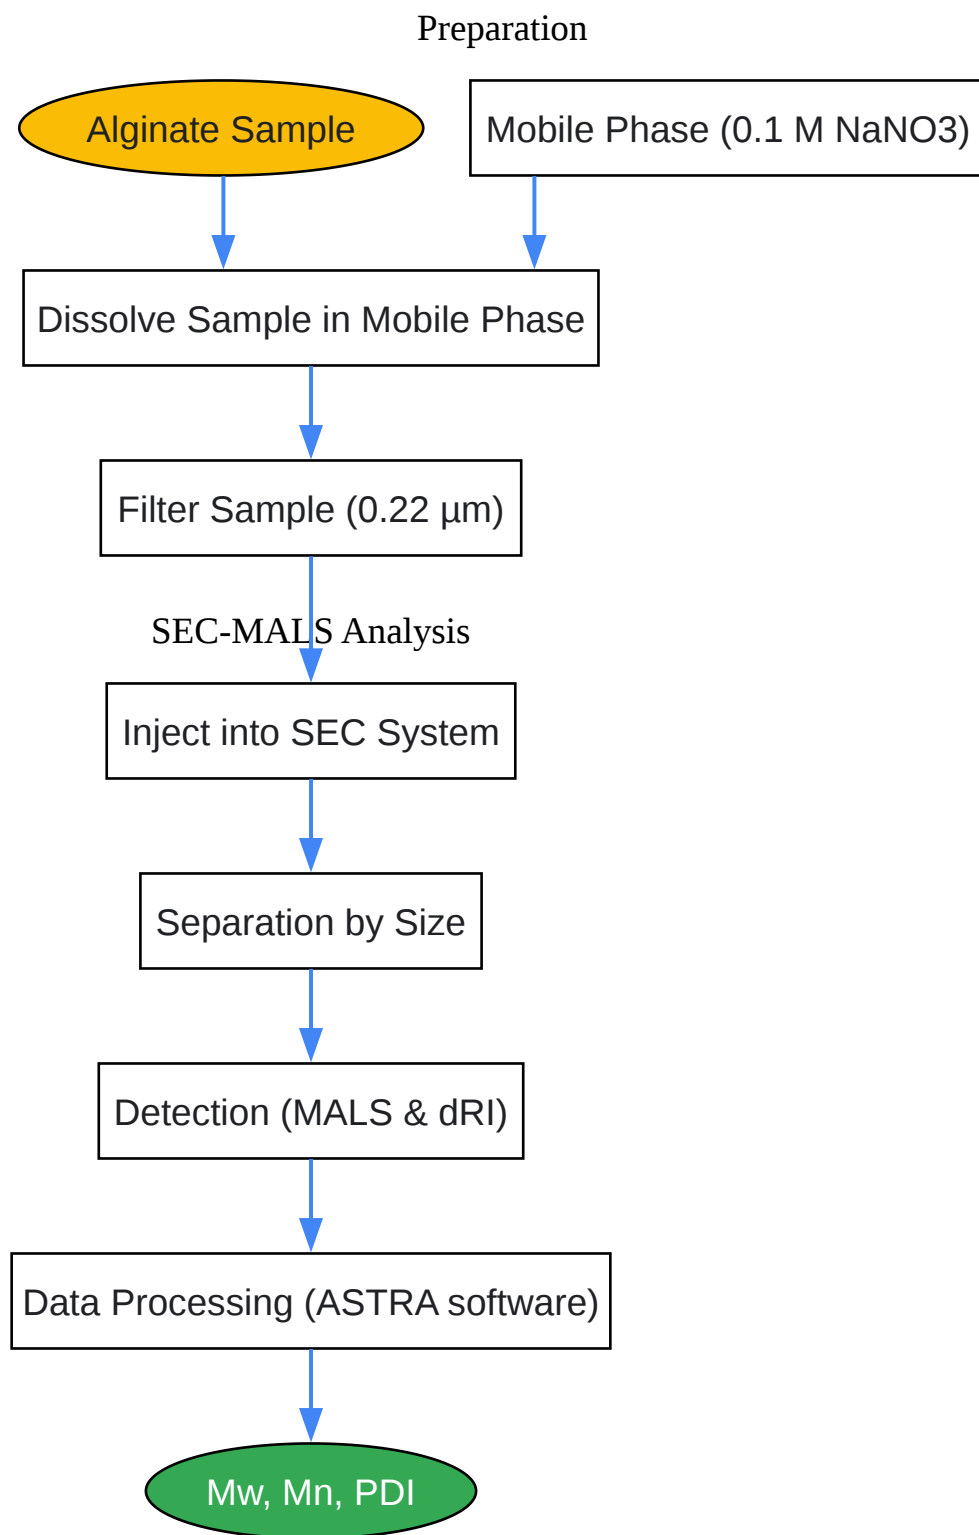 Preparation
Alginate Sample
Mobile Phase (0.1 M NaNO3)
Dissolve Sample in Mobile Phase
Filter Sample (0.22 µm)
SEC-MALS Analysis
Inject into SEC System
Separation by Size
Detection (MALS & dRI)
Data Processing (ASTRA software)
Mw, Mn, PDI